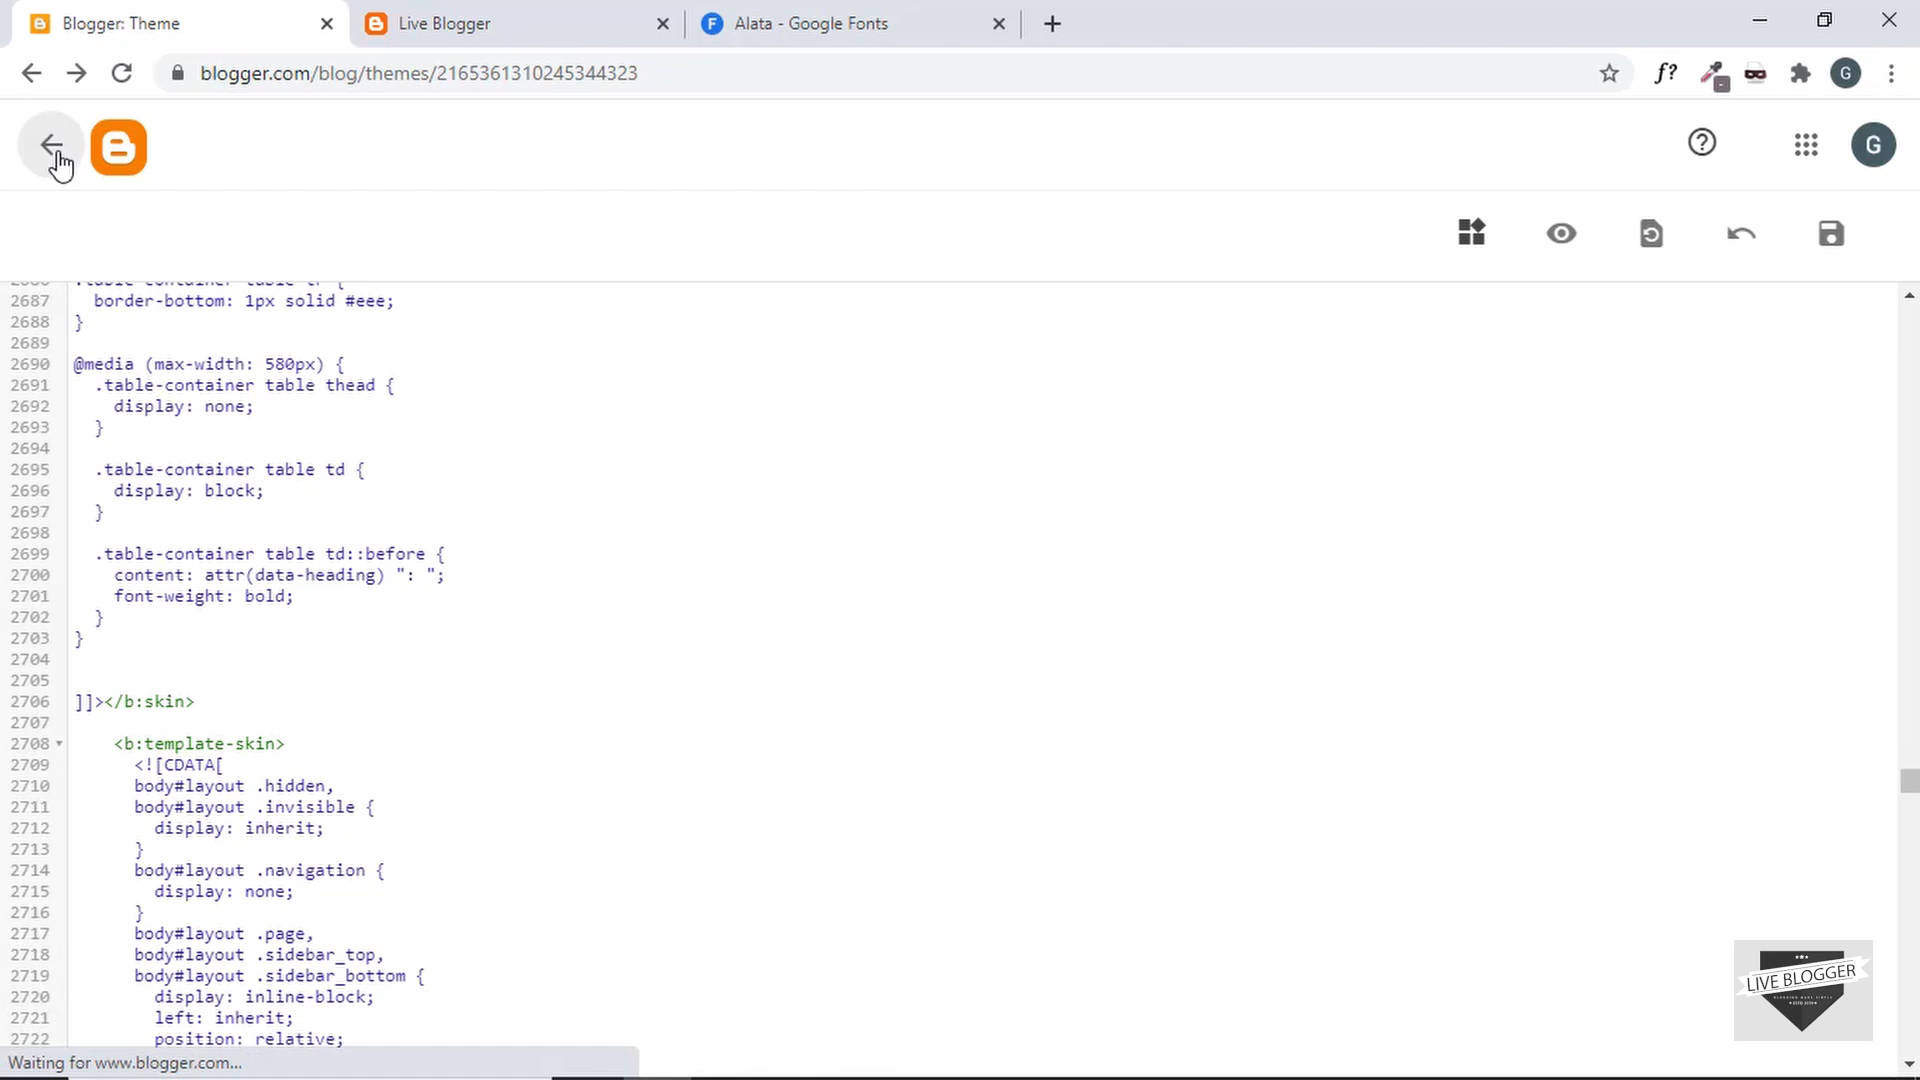 Blogger: Theme
Live Blogger
Alata - Google Fonts
blogger.com/blog/themes/2165361310245344323
f?
G
G
2687 border-bottom: 1px solid #eee;
2688 }
2689
2690 @media (max-width: 580px) {
2691 .table-container table thead {
2692 display: none;
2693 }
2694
2695 .table-container table td {
2696 display: block;
2697 }
2698
2699 .table-container table td::before {
2700 content: attr(data-heading) ": ";
2701 font-weight: bold;
2702 }
2703 }
2704
2705
2706 ]]></b:skin>
2707
2708 <b:template-skin>
2709 <![CDATA[
2710 body#layout .hidden,
2711 body#layout .invisible {
2712 display: inherit;
2713 }
2714 body#layout .navigation {
2715 display: none;
2716 }
2717 body#layout .page,
2718 body#layout .sidebar_top,
2719 body#layout .sidebar_bottom {
2720 display: inline-block;
2721 left: inherit;
2722 position: relative;
LIVE BLOGGER
Waiting for www.blogger.com...